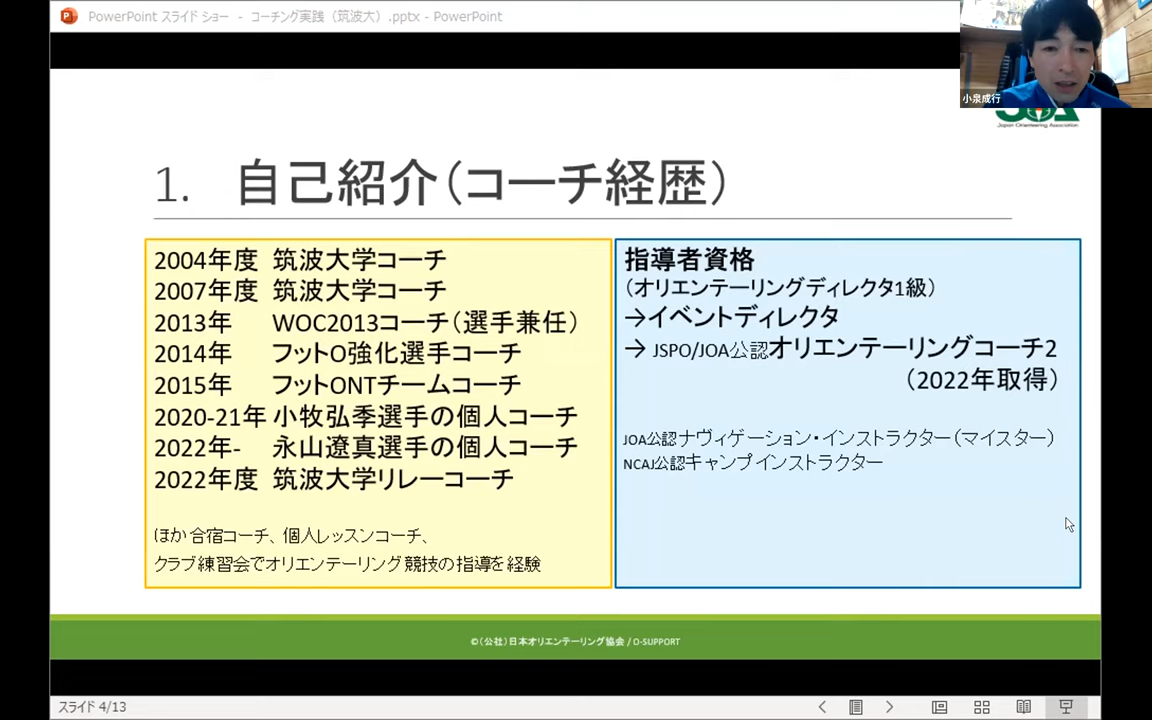 PowerPoint スライド ショー - コーチング実践（筑波大）.pptx - PowerPoint
小泉成行
JOA
Japan Orienteering Association
1. 自己紹介（コーチ経歴）
2004年度 筑波大学コーチ
2007年度 筑波大学コーチ
2013年 WOC2013コーチ（選手兼任）
2014年 フットO強化選手コーチ
2015年 フットONTチームコーチ
2020-21年 小牧弘季選手の個人コーチ
2022年- 永山遼真選手の個人コーチ
2022年度 筑波大学リレーコーチ
ほか合宿コーチ、個人レッスンコーチ、
クラブ練習会でオリエンテーリング競技の指導を経験
指導者資格
（オリエンテーリングディレクタ1級）
→イベントディレクタ
→ JSPO/JOA公認オリエンテーリングコーチ2
（2022年取得）
JOA公認ナヴィゲーション・インストラクター（マイスター）
NCAJ公認キャンプインストラクター
©（公社）日本オリエンテーリング協会 / O-SUPPORT
スライド 4/13